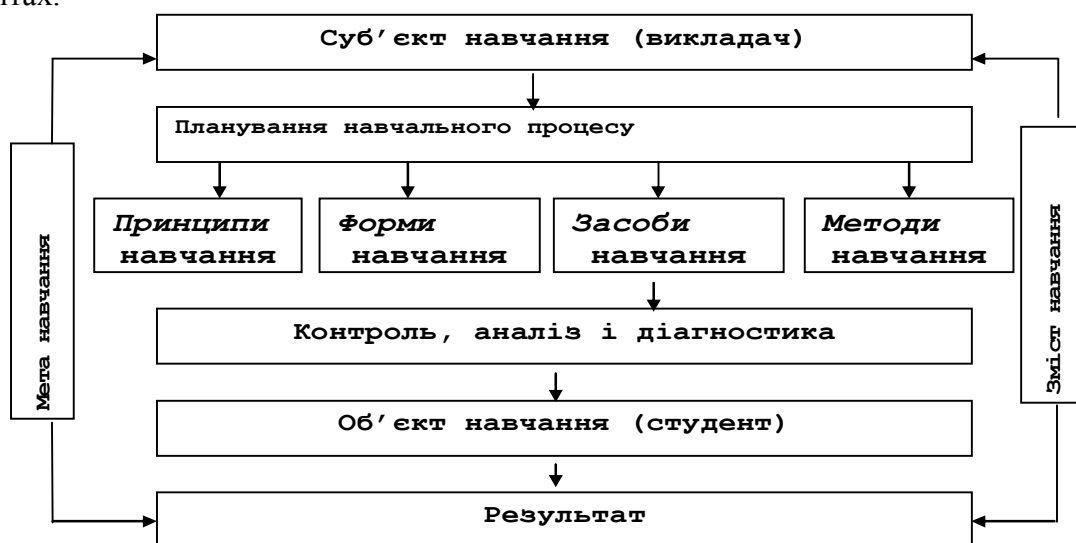 Суб’єкт навчання (викладач)
Планування навчального процесу
Принципи
навчання
Форми
навчання
Засоби
навчання
Методи
навчання
Контроль, аналіз і діагностика
Об’єкт навчання (студент)
Результат
Мета навчання
Зміст навчання